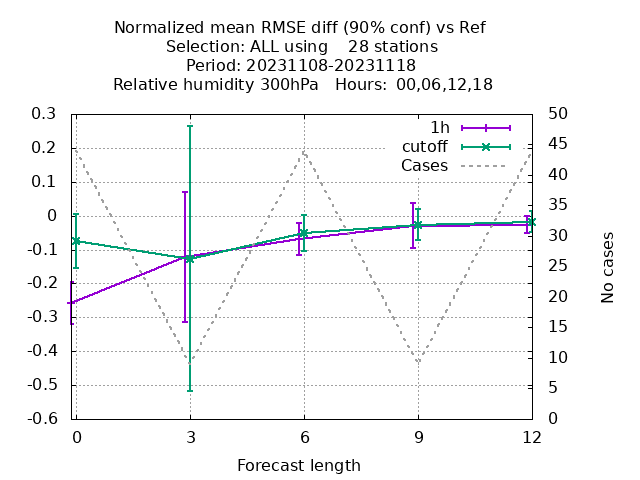 Normalized mean RMSE diff (90% conf) vs Ref
Selection: ALL using    28 stations
Period: 20231108-20231118
Relative humidity 300hPa   Hours: 00,06,12,18
0.3
0.2
0.1
0
-0.1
-0.2
-0.3
-0.4
-0.5
-0.6
1h
cutoff
Cases
50
45
40
35
30
25
20
15
10
5
0
No cases
0
3
6
9
12
Forecast length